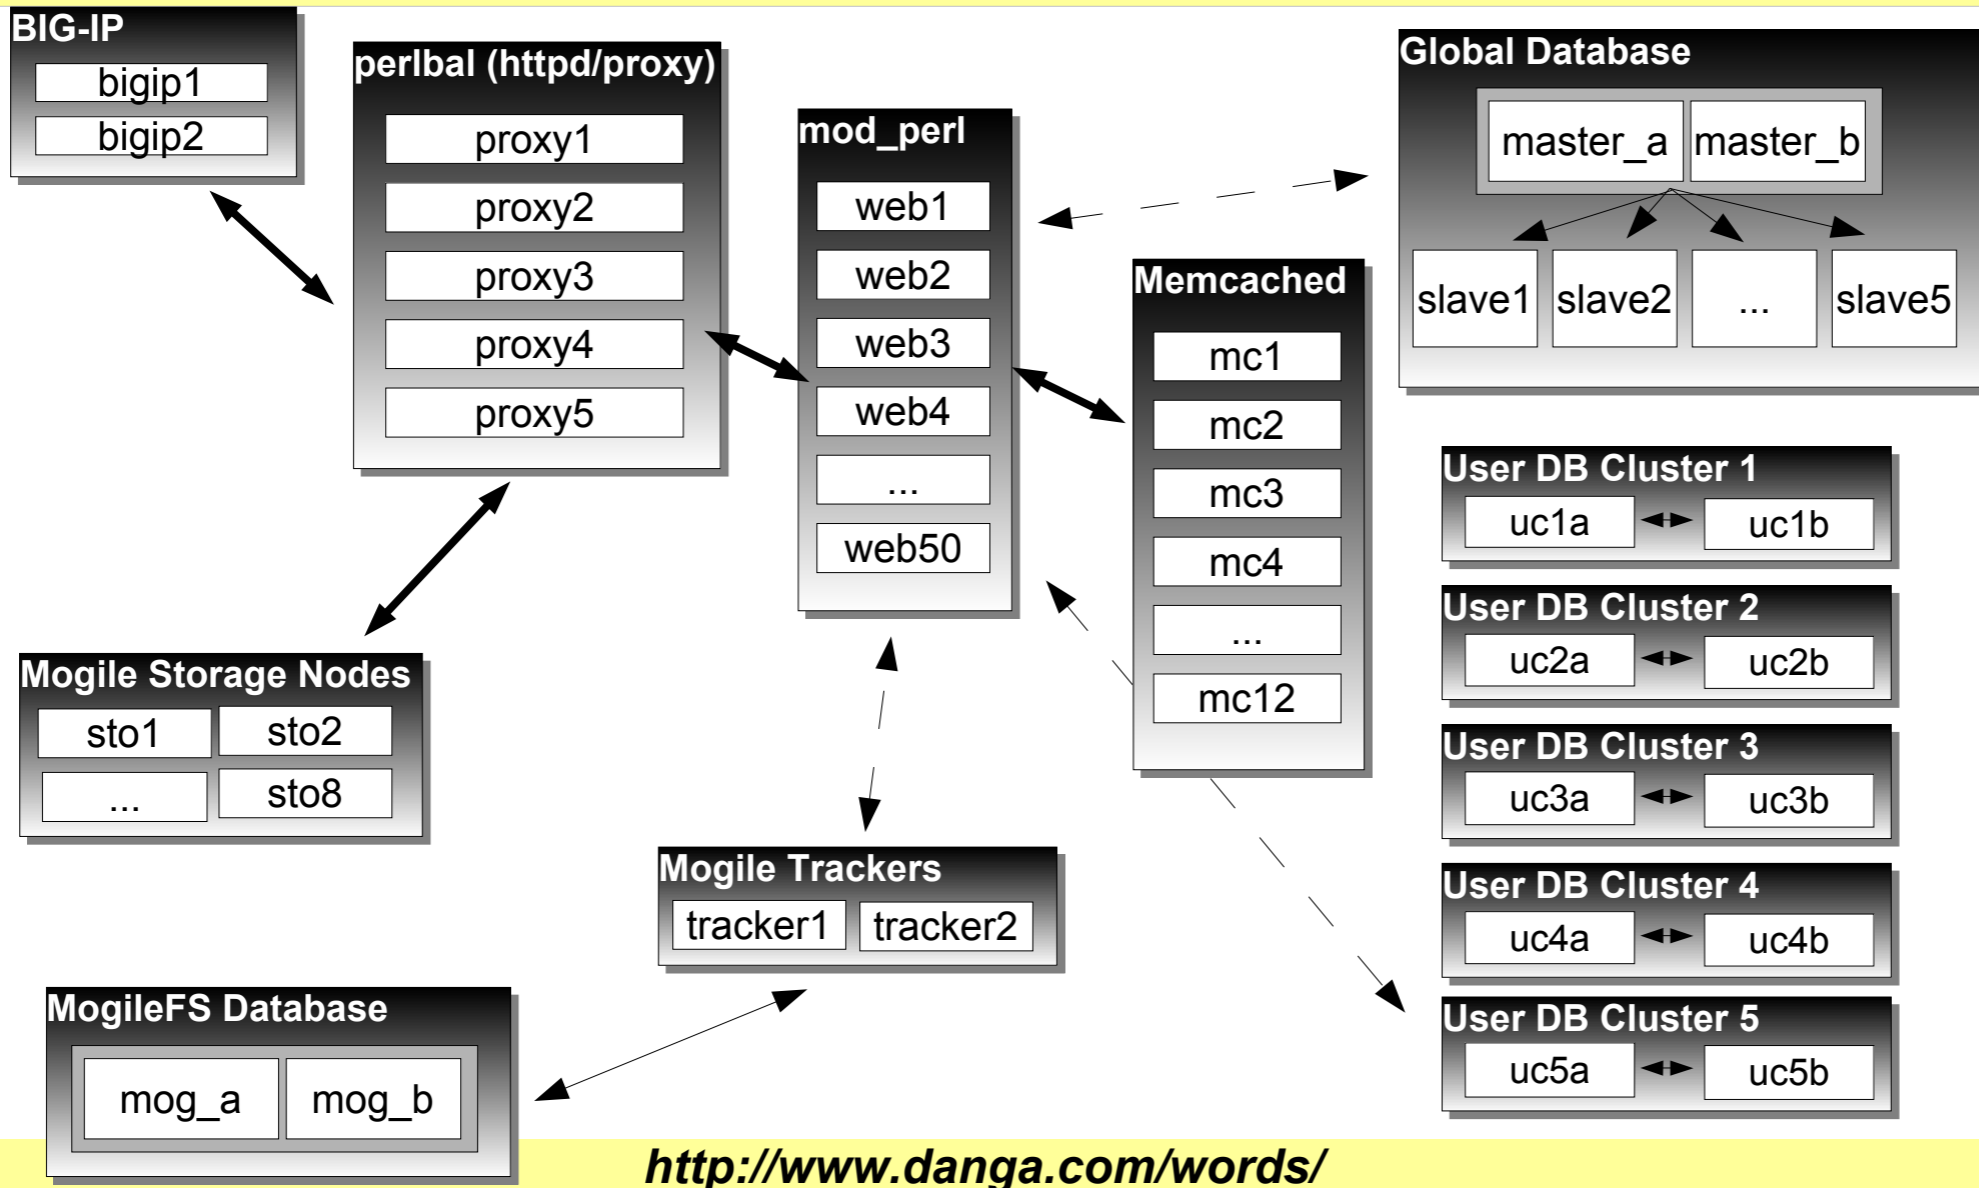 BIG-IP
bigip1
bigip2
perlbal (httpd/proxy)
proxy1
proxy2
proxy3
proxy4
proxy5
mod_perl
web1
web2
web3
web4
...
web50
Memcached
mc1
mc2
mc3
mc4
...
mc12
Global Database
master_a master_b
slave1 slave2 ... slave5
User DB Cluster 1
uc1a uc1b
User DB Cluster 2
uc2a uc2b
User DB Cluster 3
uc3a uc3b
User DB Cluster 4
uc4a uc4b
User DB Cluster 5
uc5a uc5b
Mogile Storage Nodes
sto1 sto2
... sto8
Mogile Trackers
tracker1 tracker2
MogileFS Database
mog_a mog_b
http://www.danga.com/words/